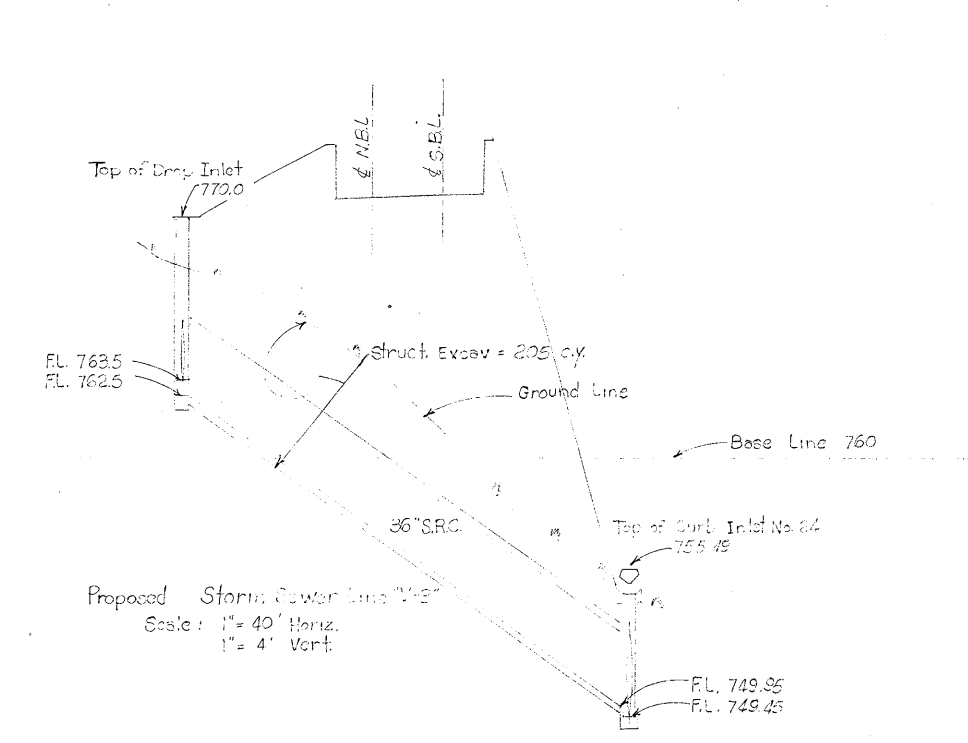 ℄ N.B.L.
℄ S.B.L.
Top of Drop Inlet
770.0
F.L. 763.5
F.L. 762.5
Struct. Excav = 205 c.y.
Ground Line
Base Line 760
36" S.R.C.
Top of Curb Inlet No. 24
755.49
Proposed Storm Sewer Line "V-3"
Scale: 1" = 40' Horiz.
1" = 4' Vert.
F.L. 749.95
F.L. 749.45